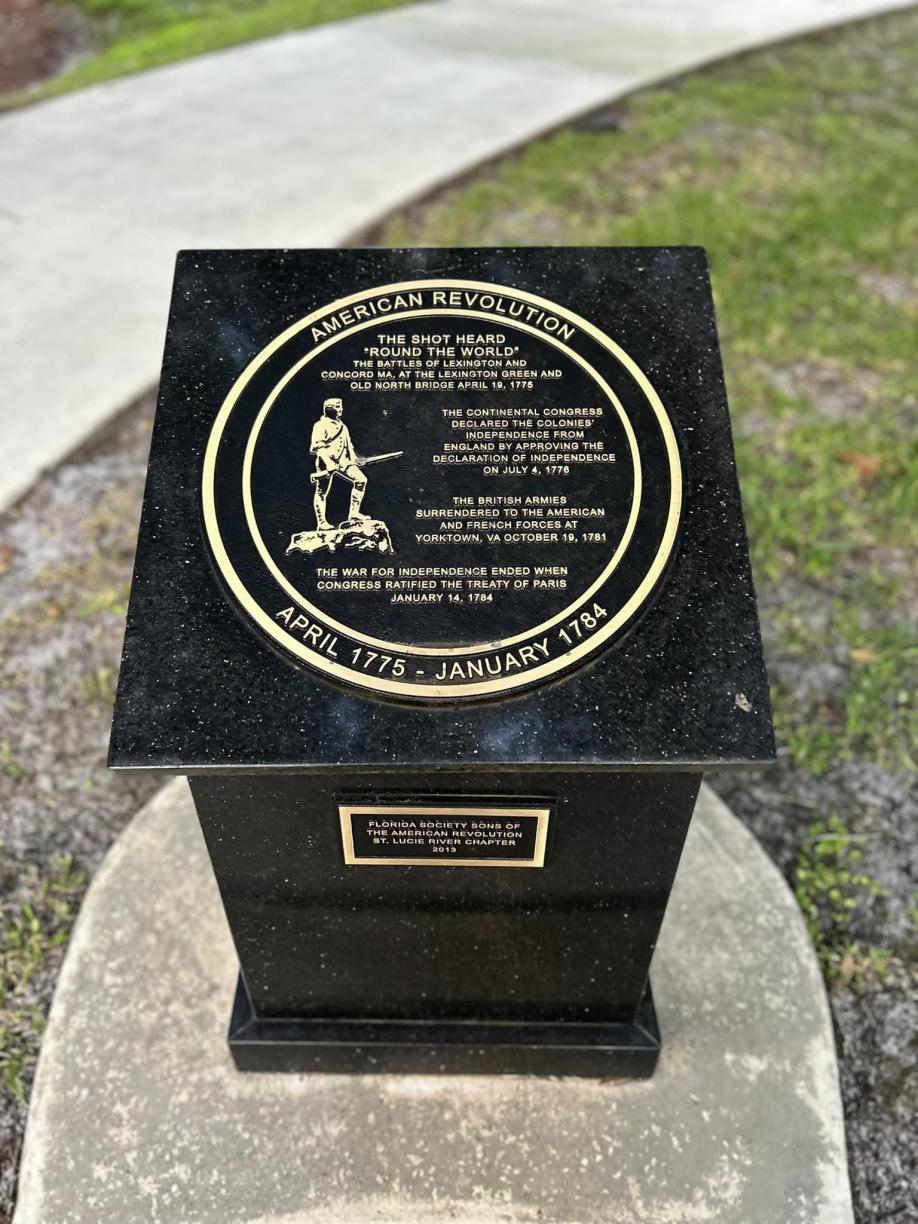 AMERICAN REVOLUTION
THE SHOT HEARD
"ROUND THE WORLD"
THE BATTLES OF LEXINGTON AND
CONCORD MA, AT THE LEXINGTON GREEN AND
OLD NORTH BRIDGE APRIL 19, 1775
THE CONTINENTAL CONGRESS
DECLARED THE COLONIES'
INDEPENDENCE FROM
ENGLAND BY APPROVING THE
DECLARATION OF INDEPENDENCE
ON JULY 4, 1776
THE BRITISH ARMIES
SURRENDERED TO THE AMERICAN
AND FRENCH FORCES AT
YORKTOWN, VA OCTOBER 19, 1781
THE WAR FOR INDEPENDENCE ENDED WHEN
CONGRESS RATIFIED THE TREATY OF PARIS
JANUARY 14, 1784
APRIL 1775 - JANUARY 1784
FLORIDA SOCIETY SONS OF
THE AMERICAN REVOLUTION
ST. LUCIE RIVER CHAPTER
2013